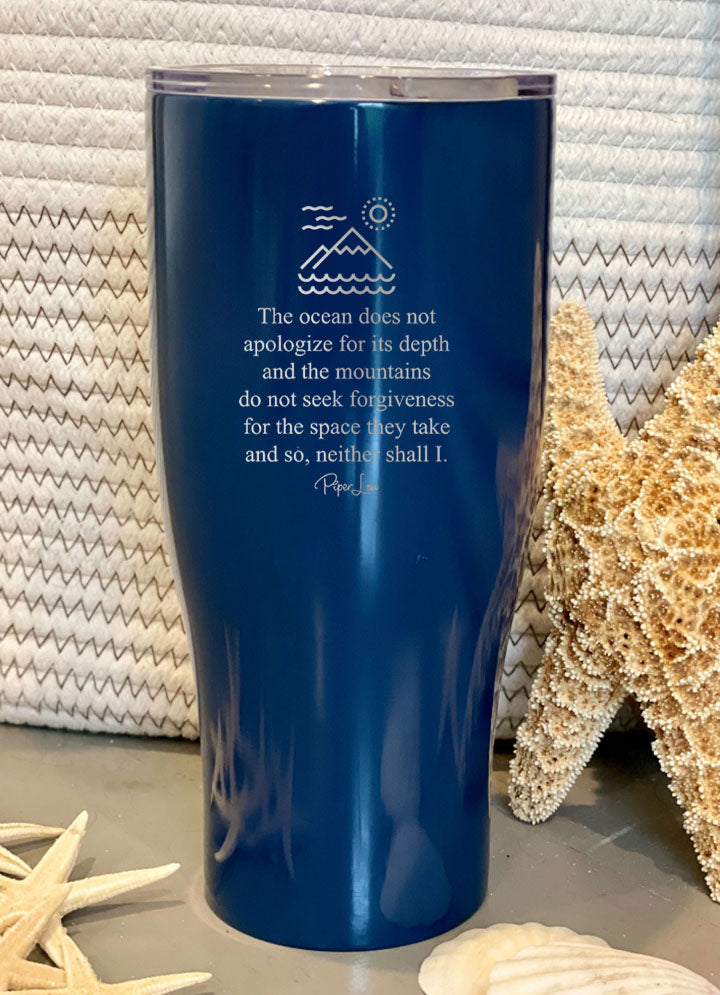 The ocean does not
apologize for its depth
and the mountains
do not seek forgiveness
for the space they take
and so, neither shall I.
Piper Lou